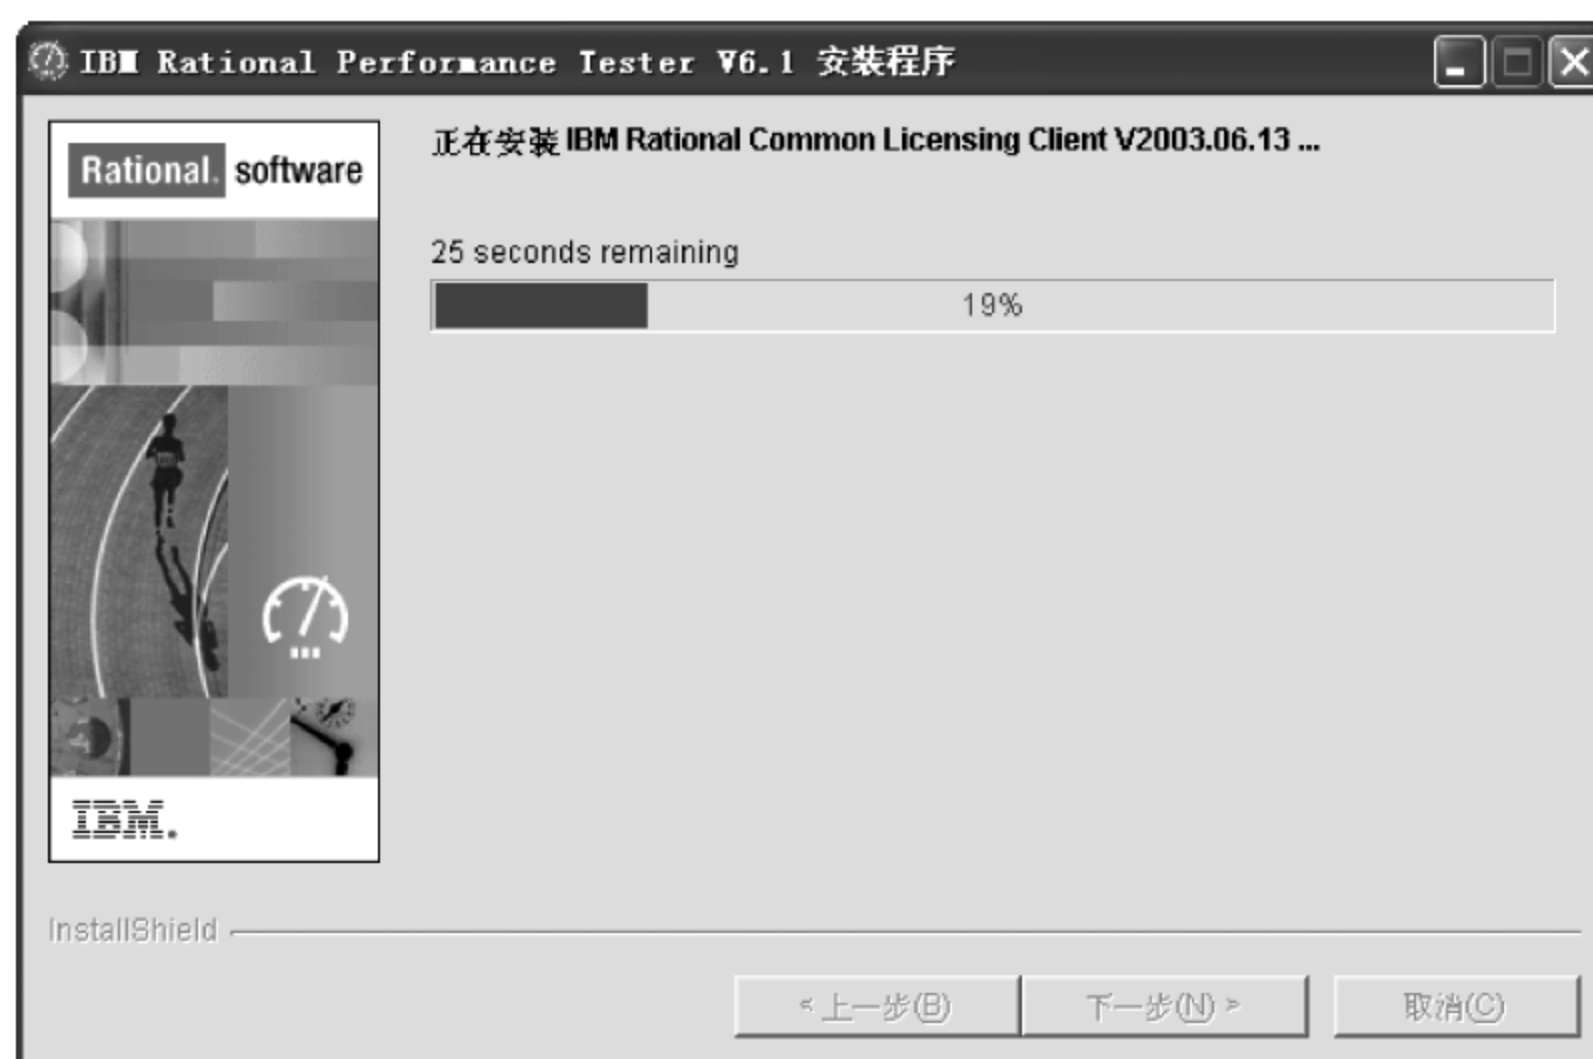 IBM Rational Performance Tester V6.1 安装程序
Rational. software
正在安装 IBM Rational Common Licensing Client V2003.06.13 ...
25 seconds remaining
19%
IBM.
InstallShield
< 上一步(B)
下一步(N) >
取消(C)